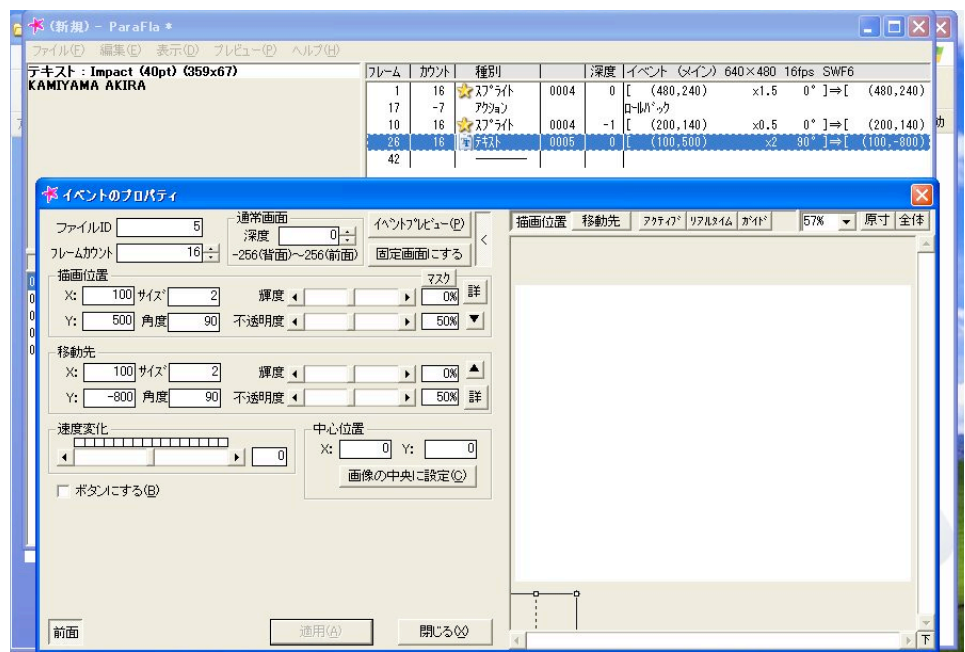 (新規) - ParaFla *
ファイル(F) 編集(E) 表示(D) プレビュー(P) ヘルプ(H)
テキスト : Impact (40pt) (359x67)
KAMIYAMA AKIRA
フレーム カウント 種別 深度 イベント (メイン) 640×480 16fps SWF6
1 16 スプライト 0004 0 [ (480,240) ×1.5 0° ]⇒[ (480,240)
17 -7 アクション ロールバック
10 16 スプライト 0004 -1 [ (200,140) ×0.5 0° ]⇒[ (200,140)
26 16 テキスト 0005 0 [ (100,500) ×2 90° ]⇒[ (100,-800)
42
イベントのプロパティ
ファイルID 5
フレームカウント 16
通常画面
深度 0
-256(背面)~256(前面)
イベントプレビュー(P)
固定画面にする
<
描画位置 移動先 アクティブ リアルタイム ガイド 57% 原寸 全体
描画位置
マスク
X: 100 サイズ 2 輝度 0% 詳
Y: 500 角度 90 不透明度 50% ▼
移動先
X: 100 サイズ 2 輝度 0% ▲
Y: -800 角度 90 不透明度 50% 詳
速度変化
0
中心位置
X: 0 Y: 0
画像の中央に設定(C)
ボタンにする(B)
前面
適用(A)
閉じる(X)
下